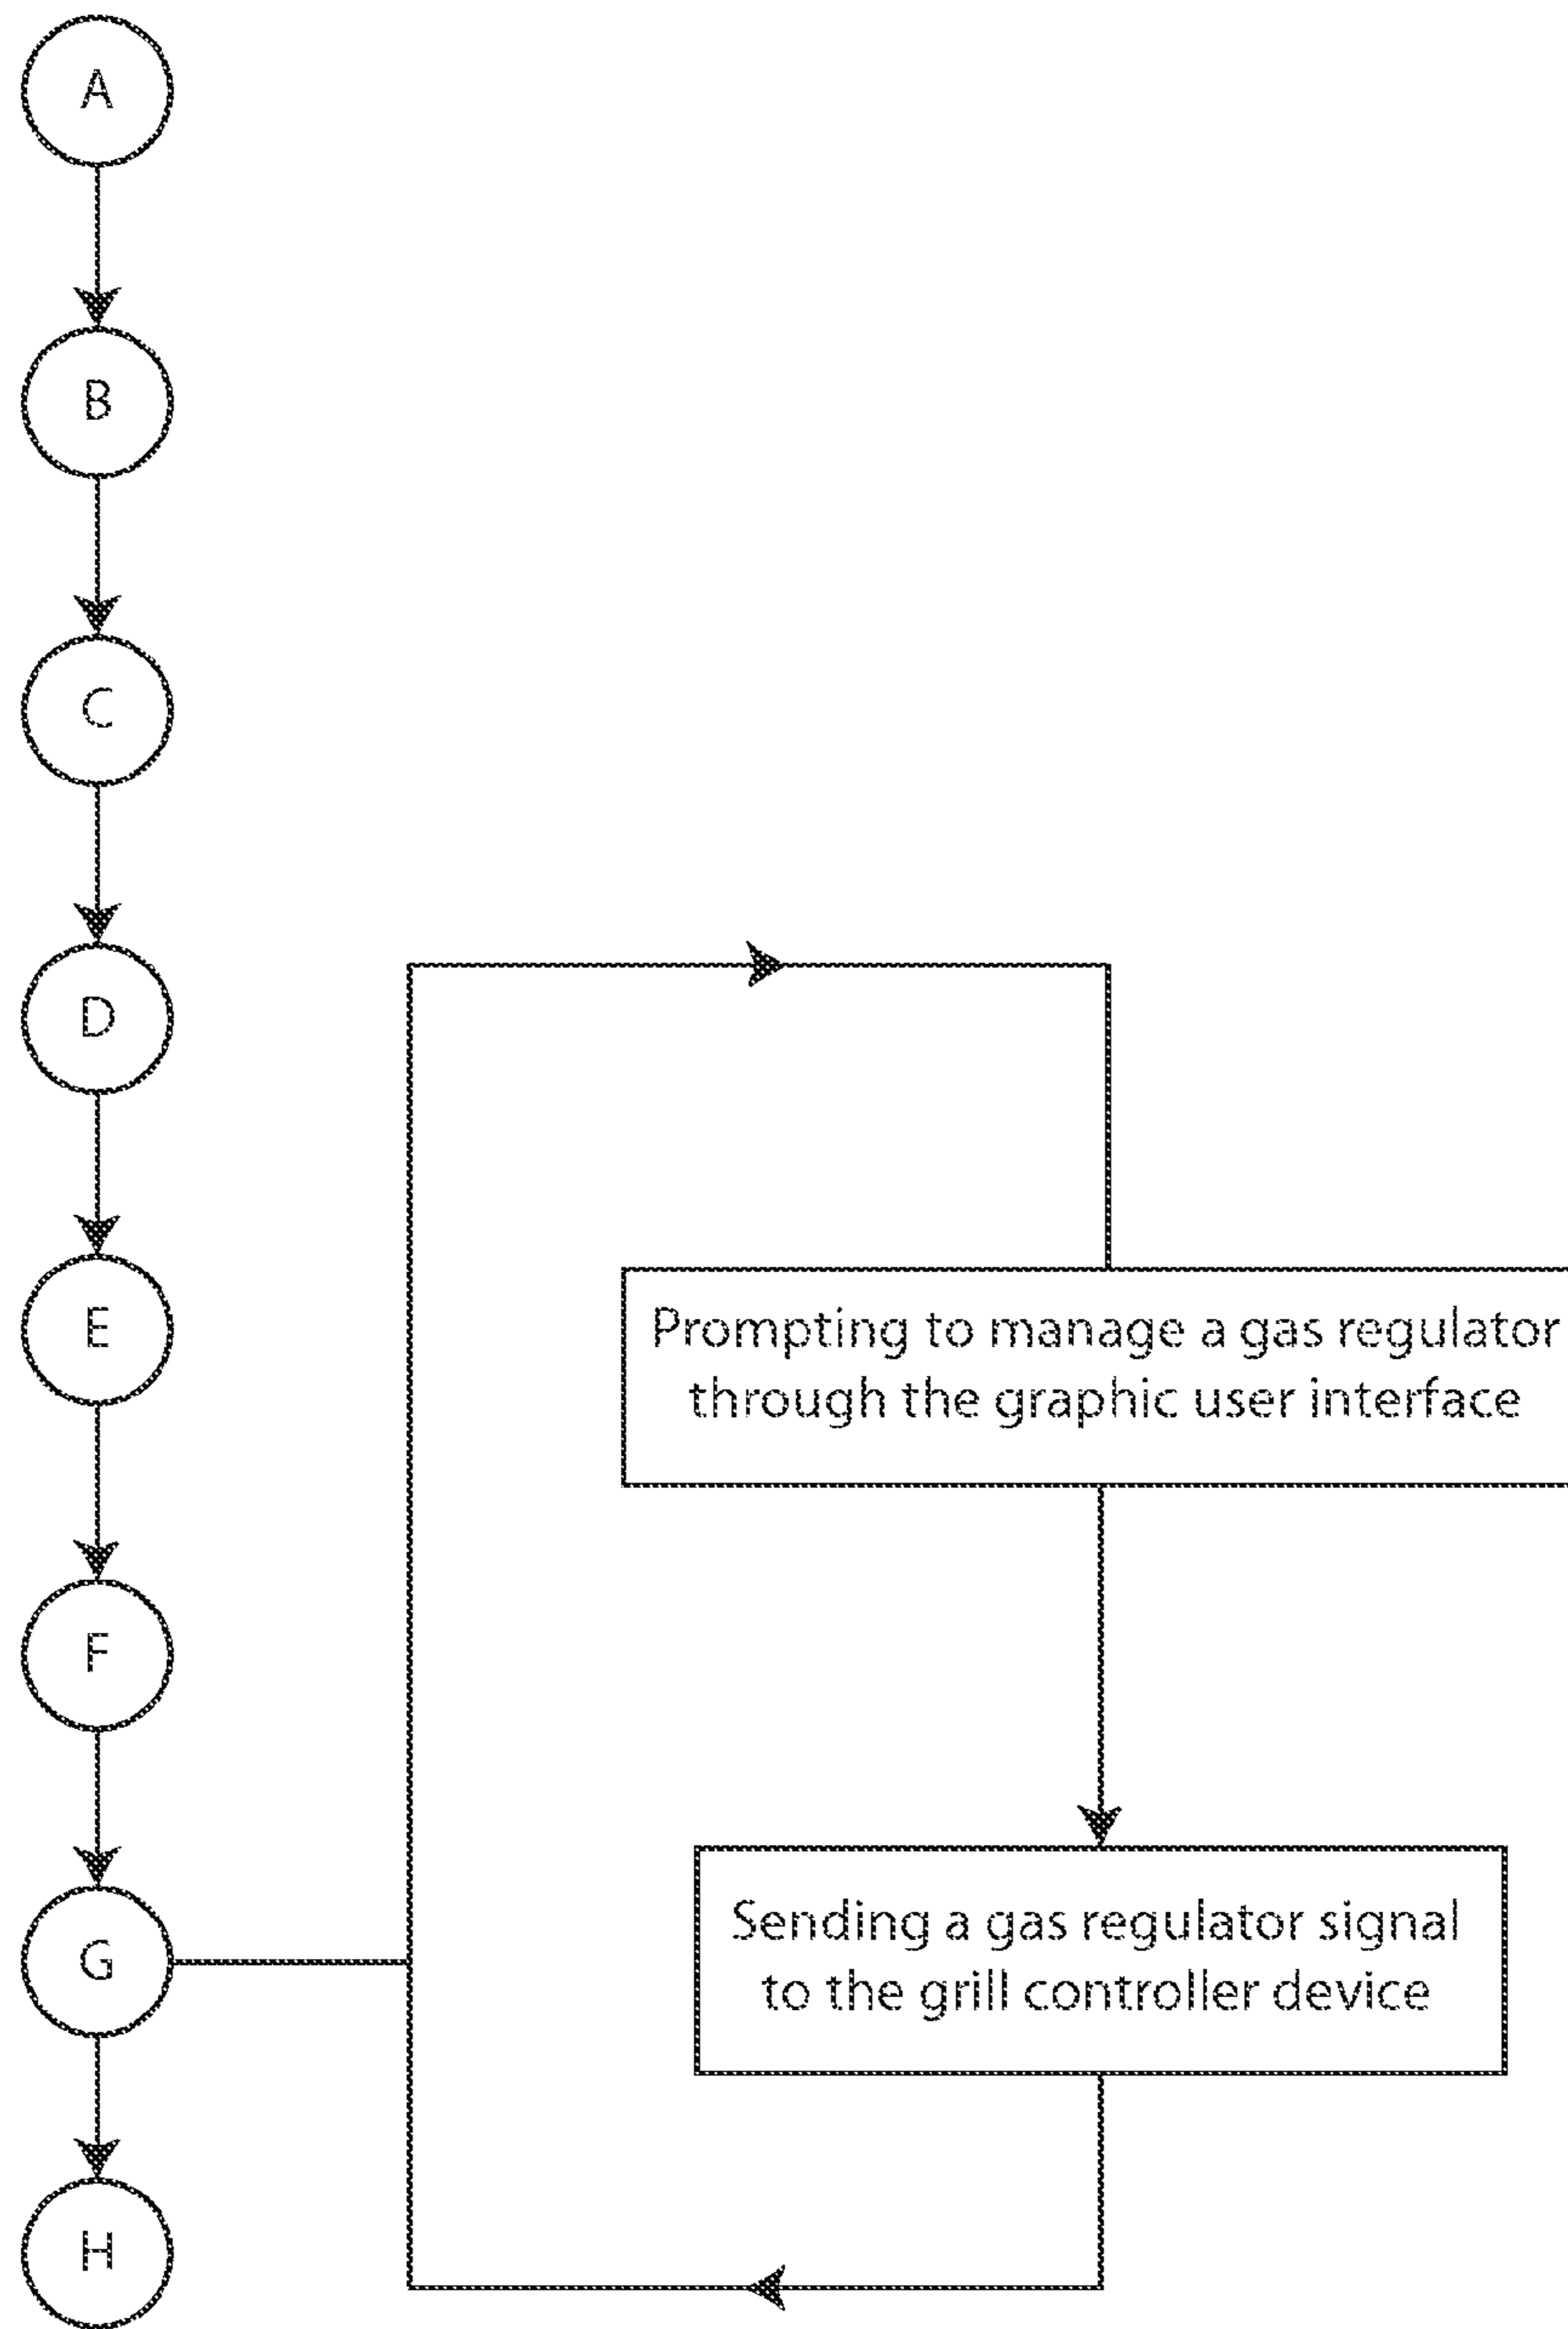 A
B
C
D
E
Prompting to manage a gas regulator
through the graphic user interface
F
Sending a gas regulator signal
to the grill controller device
G
H